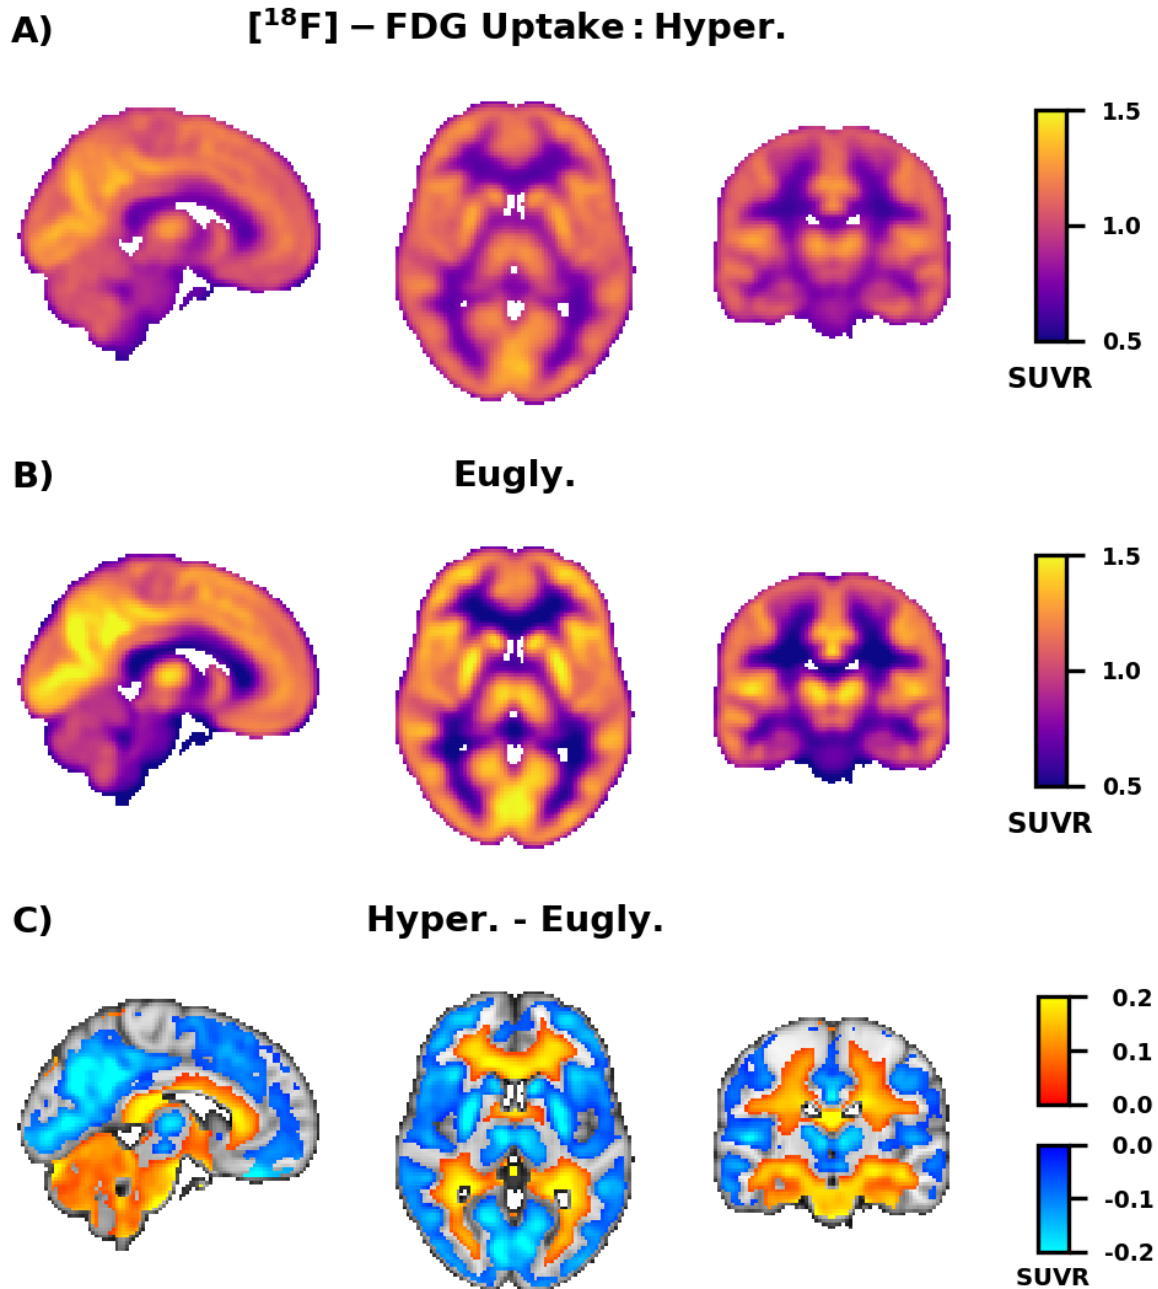 A) [¹⁸F] – FDG Uptake : Hyper.
1.5
1.0
0.5
SUVR
B) Eugly.
1.5
1.0
0.5
SUVR
C) Hyper. - Eugly.
0.2
0.1
0.0
0.0
-0.1
-0.2
SUVR